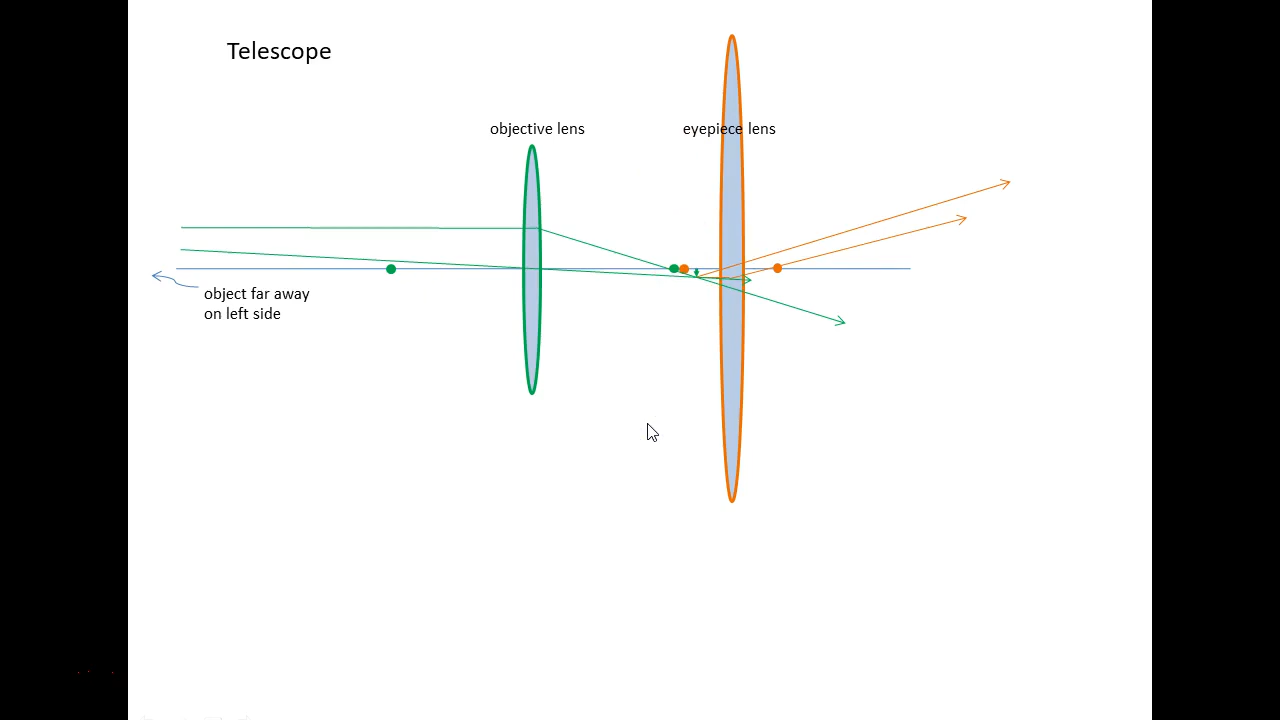 Telescope
objective lens
eyepiece lens
object far away
on left side